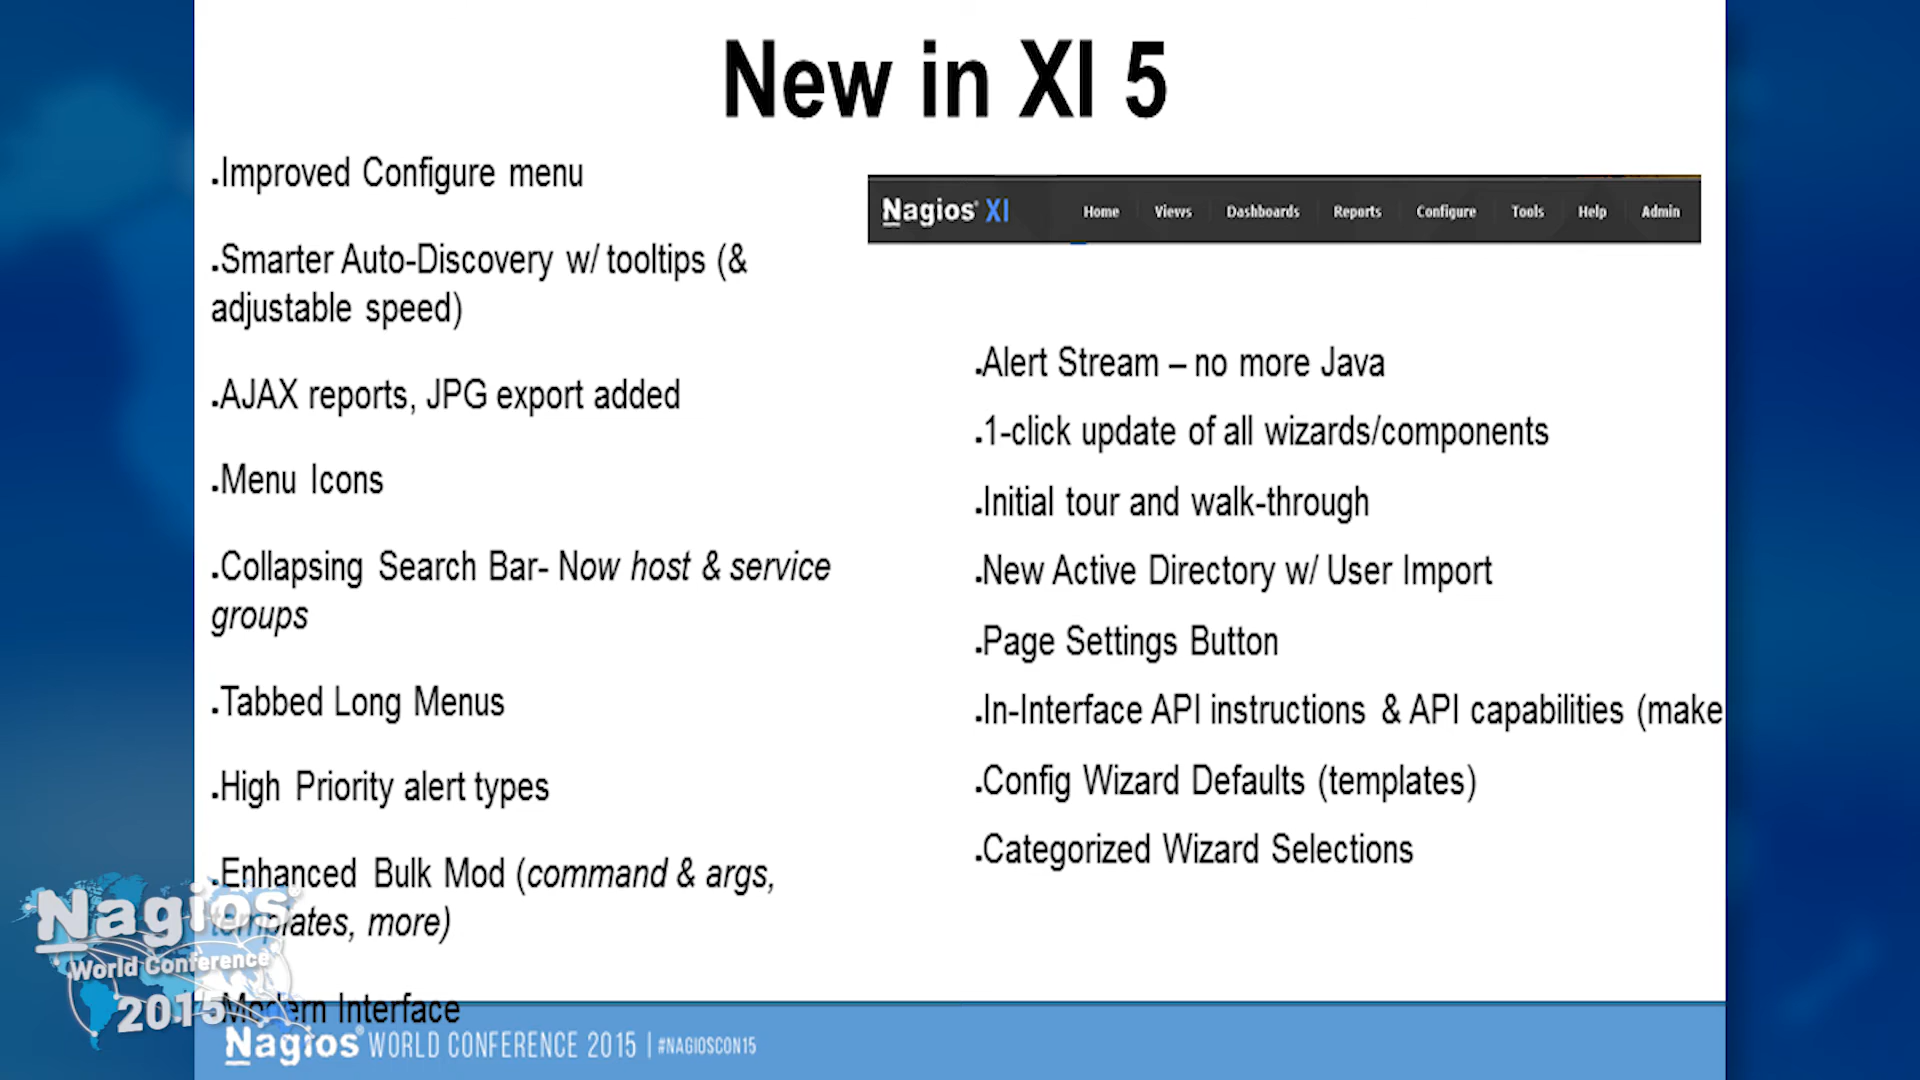 New in XI 5
.Improved Configure menu
.Smarter Auto-Discovery w/ tooltips (&
adjustable speed)
.AJAX reports, JPG export added
.Menu Icons
.Collapsing Search Bar- Now host & service
groups
.Tabbed Long Menus
.High Priority alert types
.Enhanced Bulk Mod (command & args,
templates, more)
.Modern Interface
Nagios® XI Home Views Dashboards Reports Configure Tools Help Admin
.Alert Stream – no more Java
.1-click update of all wizards/components
.Initial tour and walk-through
.New Active Directory w/ User Import
.Page Settings Button
.In-Interface API instructions & API capabilities (make
.Config Wizard Defaults (templates)
.Categorized Wizard Selections
Nagios®
World Conference
2015
Nagios® WORLD CONFERENCE 2015 | #NAGIOSCON15